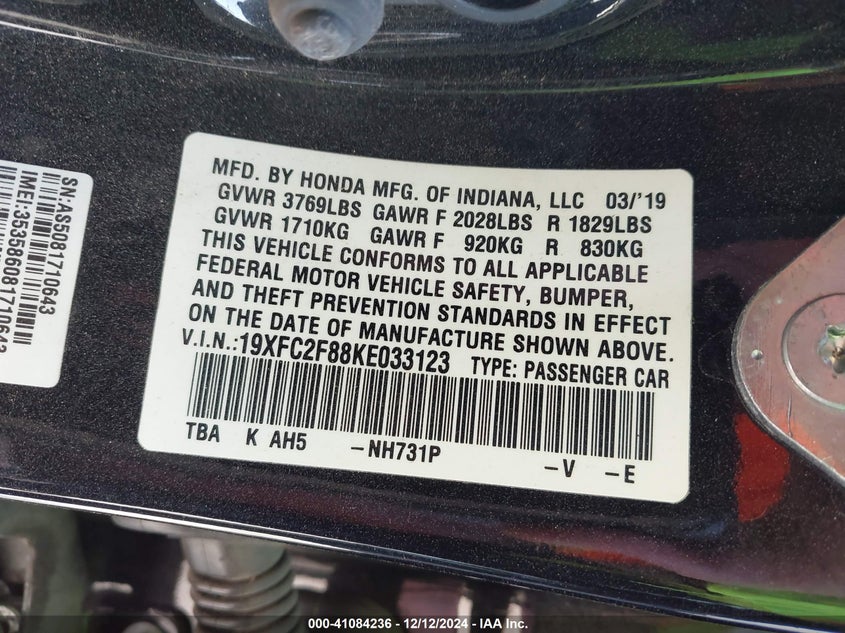 MFD. BY HONDA MFG. OF INDIANA, LLC 03/'19
GVWR 3769LBS GAWR F 2028LBS R 1829LBS
GVWR 1710KG GAWR F 920KG R 830KG
THIS VEHICLE CONFORMS TO ALL APPLICABLE
FEDERAL MOTOR VEHICLE SAFETY, BUMPER,
AND THEFT PREVENTION STANDARDS IN EFFECT
ON THE DATE OF MANUFACTURE SHOWN ABOVE.
V.I.N.:19XFC2F88KE033123 TYPE: PASSENGER CAR
TBA K AH5 -NH731P -V -E
SN:AS5081710643
IMEI:353586081710643
000-41084236 - 12/12/2024 - IAA Inc.